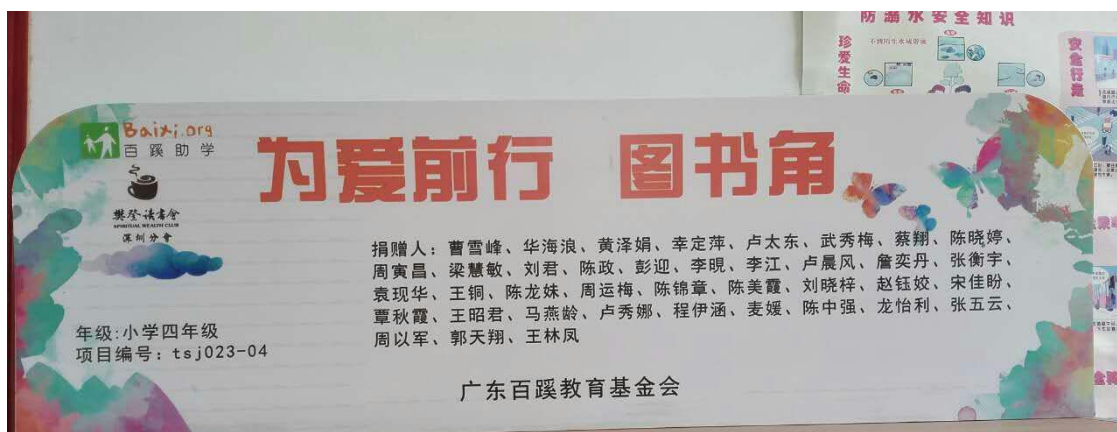 防溺水安全知识
珍爱生命
安全行走
Baixi.org
百蹊助学
樊登读书会
SPIRITUAL WEALTH CLUB
深圳分会
为爱前行 图书角
捐赠人：曹雪峰、华海浪、黄泽娟、幸定萍、卢太东、武秀梅、蔡翔、陈晓婷、
周寅昌、梁慧敏、刘君、陈政、彭迎、李晛、李江、卢晨风、詹奕丹、张衡宇、
袁现华、王铜、陈龙妹、周运梅、陈锦章、陈美霞、刘晓梓、赵钰姣、宋佳盼、
覃秋霞、王昭君、马燕龄、卢秀娜、程伊涵、麦媛、陈中强、龙怡利、张五云、
周以军、郭天翔、王林凤
年级:小学四年级
项目编号：tsj023-04
广东百蹊教育基金会